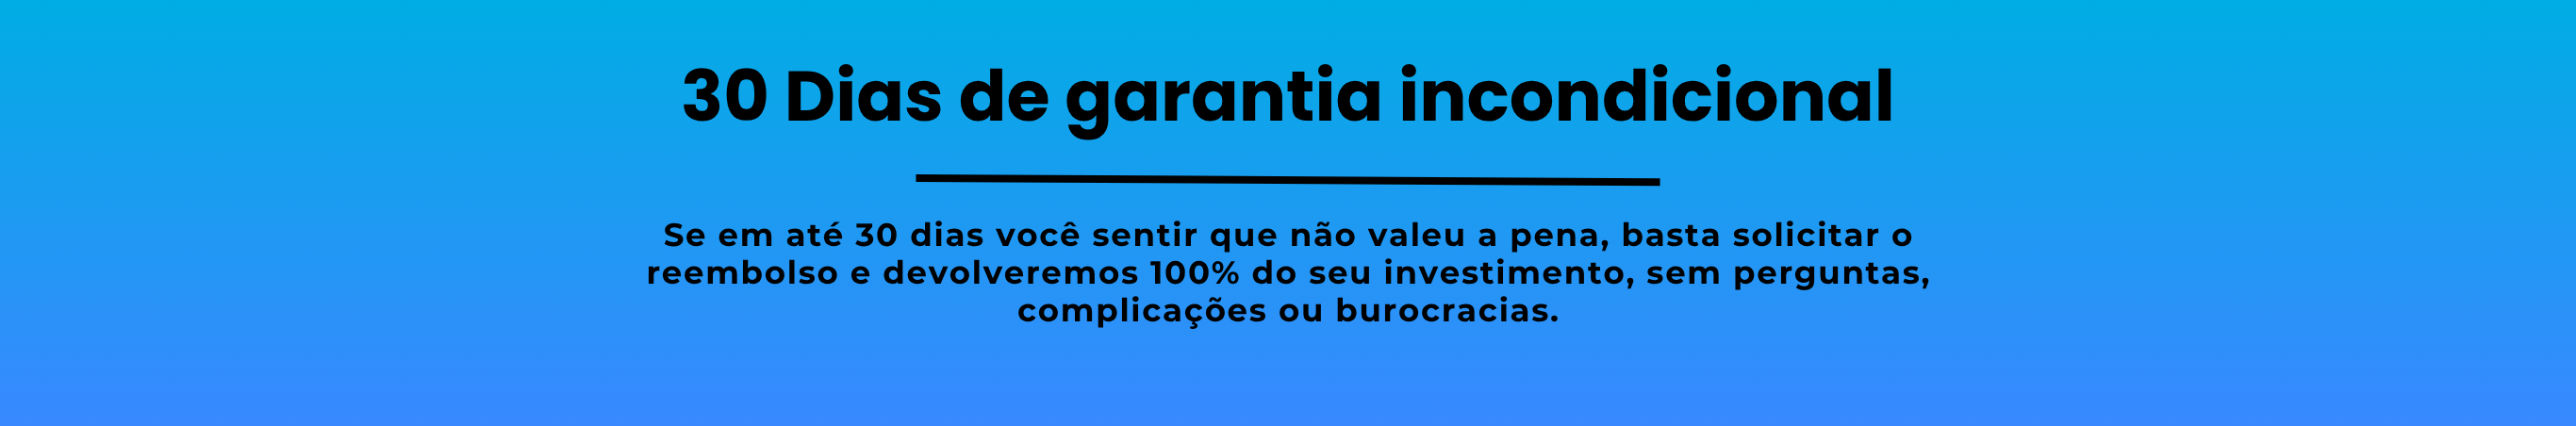 30 Dias de garantia incondicional
Se em até 30 dias você sentir que não valeu a pena, basta solicitar o
reembolso e devolveremos 100% do seu investimento, sem perguntas,
complicações ou burocracias.